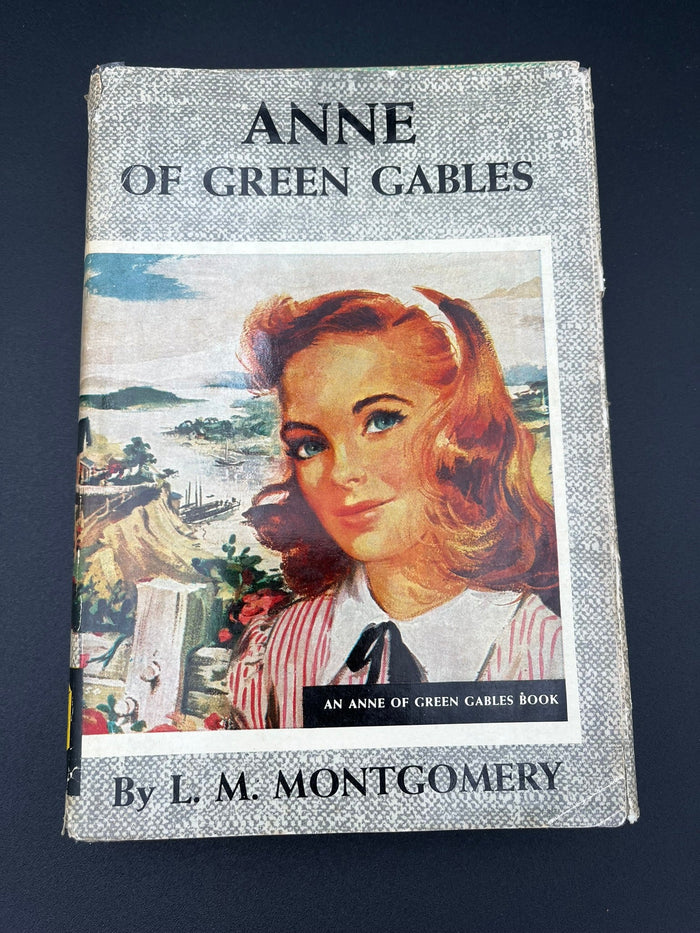 ANNE
OF GREEN GABLES
AN ANNE OF GREEN GABLES BOOK
By L. M. MONTGOMERY